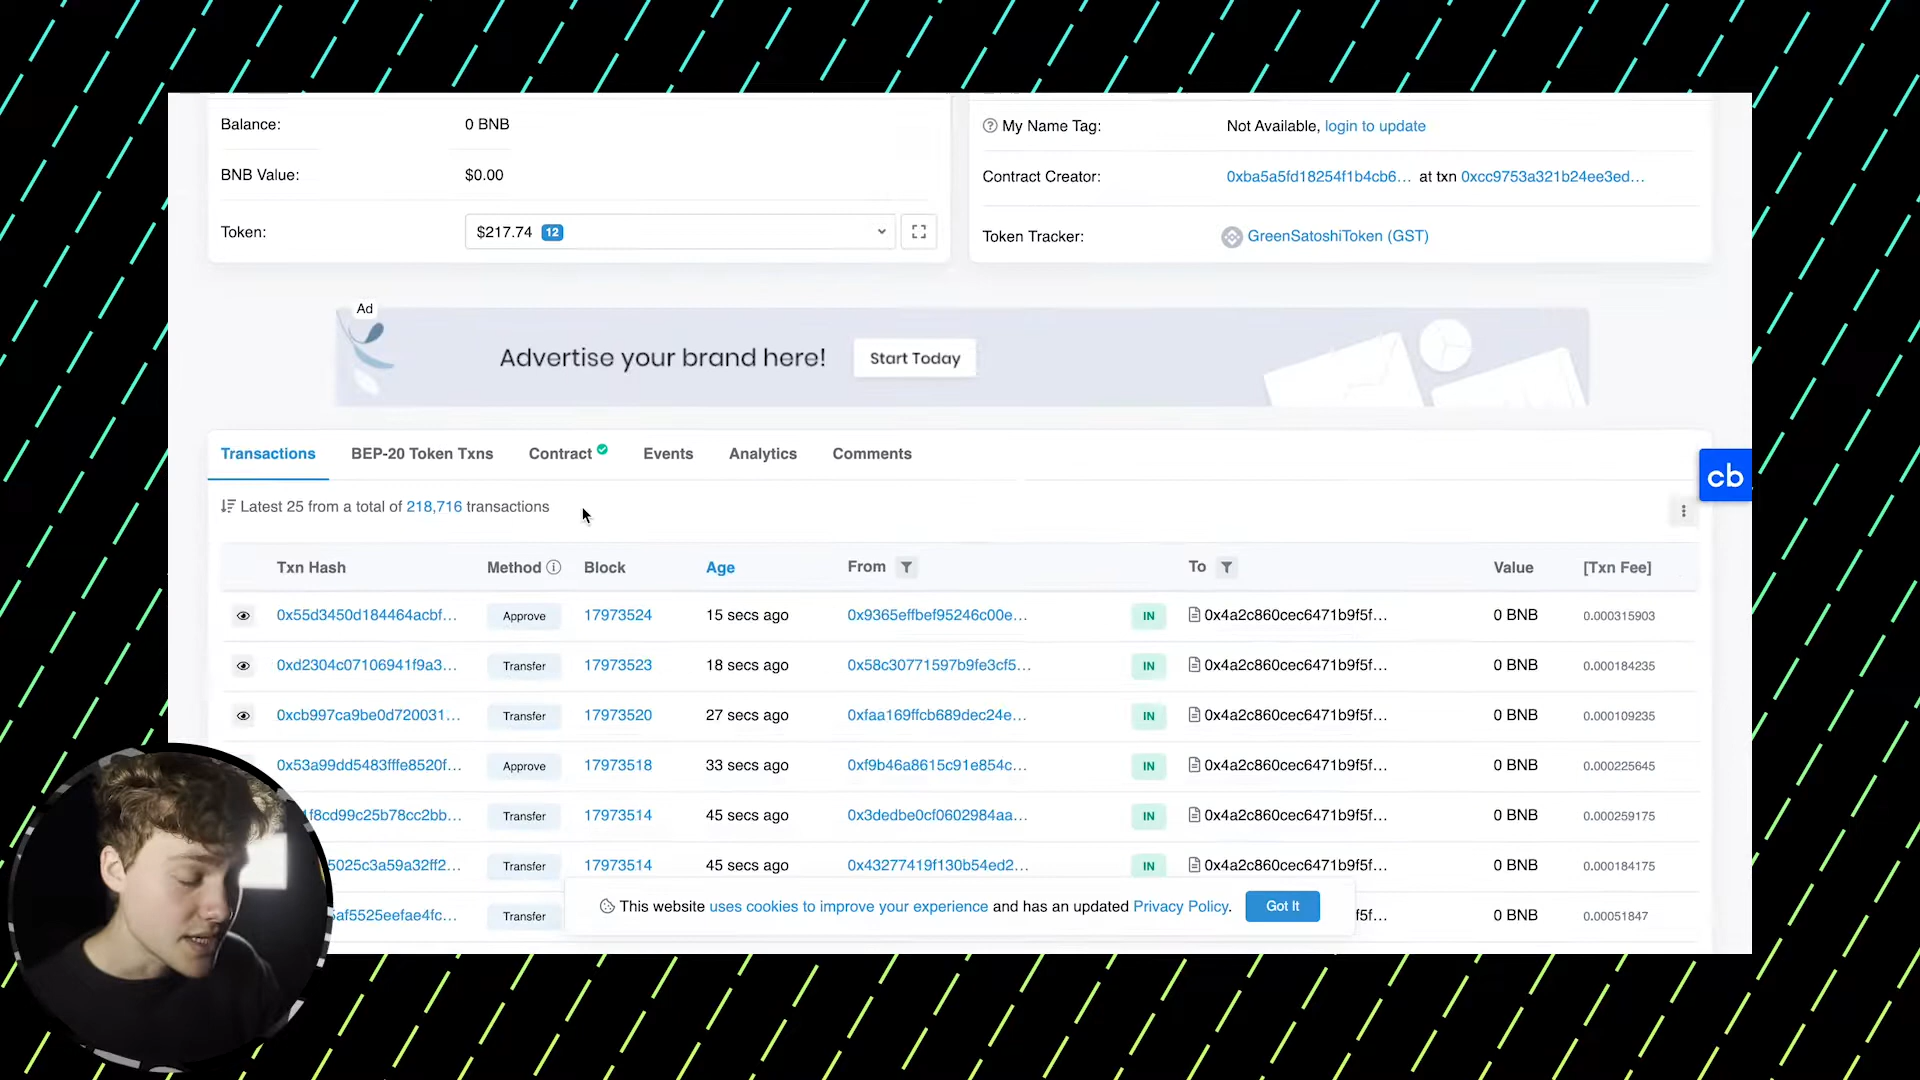 Balance: 0 BNB
BNB Value: $0.00
Token: $217.74 12
My Name Tag: Not Available, login to update
Contract Creator: 0xba5a5fd18254f1b4cb6... at txn 0xcc9753a321b24ee3ed...
Token Tracker: GreenSatoshiToken (GST)
Ad
Advertise your brand here! Start Today
Transactions BEP-20 Token Txns Contract Events Analytics Comments
cb
Latest 25 from a total of 218,716 transactions
Txn Hash Method Block Age From To Value [Txn Fee]
0x55d3450d184464acbf... Approve 17973524 15 secs ago 0x9365effbef95246c00e... IN 0x4a2c860cec6471b9f5f... 0 BNB 0.000315903
0xd2304c07106941f9a3... Transfer 17973523 18 secs ago 0x58c30771597b9fe3cf5... IN 0x4a2c860cec6471b9f5f... 0 BNB 0.000184235
0xcb997ca9be0d720031... Transfer 17973520 27 secs ago 0xfaa169ffcb689dec24e... IN 0x4a2c860cec6471b9f5f... 0 BNB 0.000109235
0x53a99dd5483fffe8520f... Approve 17973518 33 secs ago 0xf9b46a8615c91e854c... IN 0x4a2c860cec6471b9f5f... 0 BNB 0.000225645
1f8cd99c25b78cc2bb... Transfer 17973514 45 secs ago 0x3dedbe0cf0602984aa... IN 0x4a2c860cec6471b9f5f... 0 BNB 0.000259175
5025c3a59a32ff2... Transfer 17973514 45 secs ago 0x43277419f130b54ed2... IN 0x4a2c860cec6471b9f5f... 0 BNB 0.000184175
af5525eefae4fc... Transfer f5f... 0 BNB 0.00051847
This website uses cookies to improve your experience and has an updated Privacy Policy. Got It